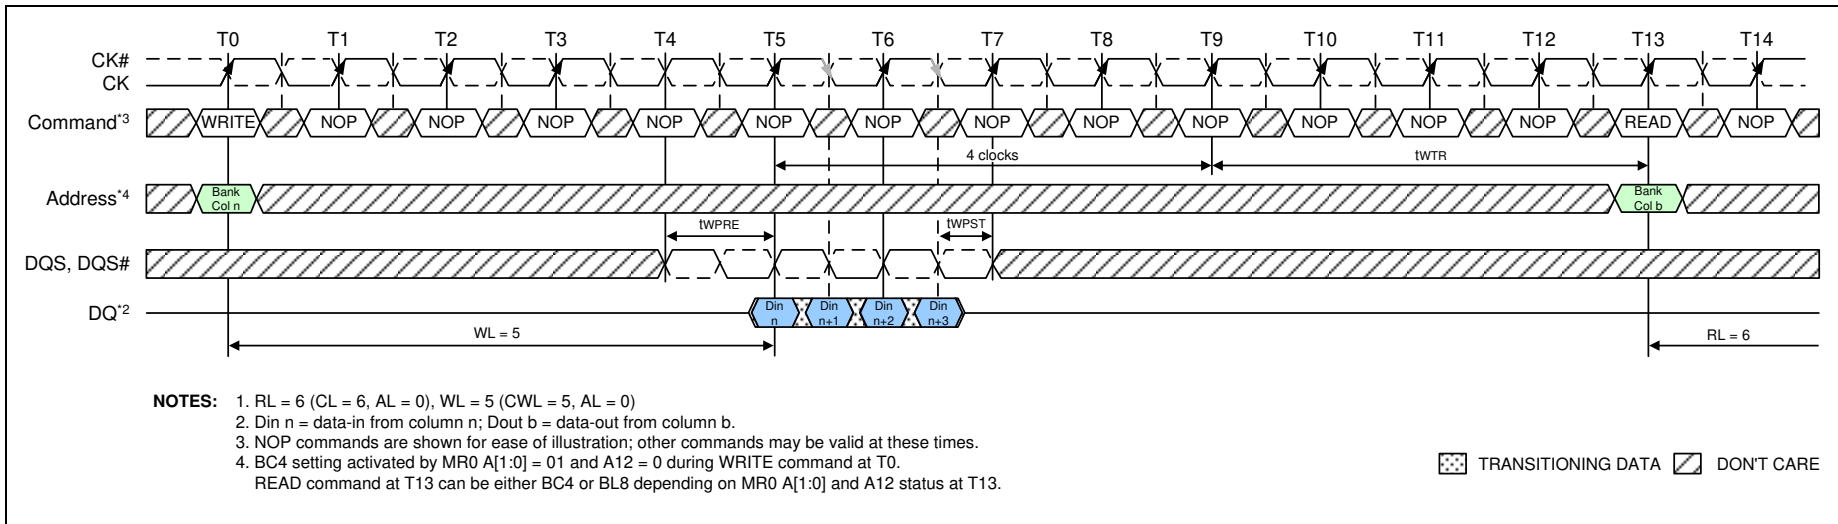 T0 T1 T2 T3 T4 T5 T6 T7 T8 T9 T10 T11 T12 T13 T14
CK#
CK
Command*3 WRITE NOP NOP NOP NOP NOP NOP NOP NOP NOP NOP NOP NOP READ NOP
4 clocks tWTR
Address*4 Bank Col n Bank Col b
tWPRE tWPST
DQS, DQS#
DQ*2 Din n Din n+1 Din n+2 Din n+3
WL = 5 RL = 6
NOTES: 1. RL = 6 (CL = 6, AL = 0), WL = 5 (CWL = 5, AL = 0)
2. Din n = data-in from column n; Dout b = data-out from column b.
3. NOP commands are shown for ease of illustration; other commands may be valid at these times.
4. BC4 setting activated by MR0 A[1:0] = 01 and A12 = 0 during WRITE command at T0.
READ command at T13 can be either BC4 or BL8 depending on MR0 A[1:0] and A12 status at T13.
TRANSITIONING DATA DON'T CARE